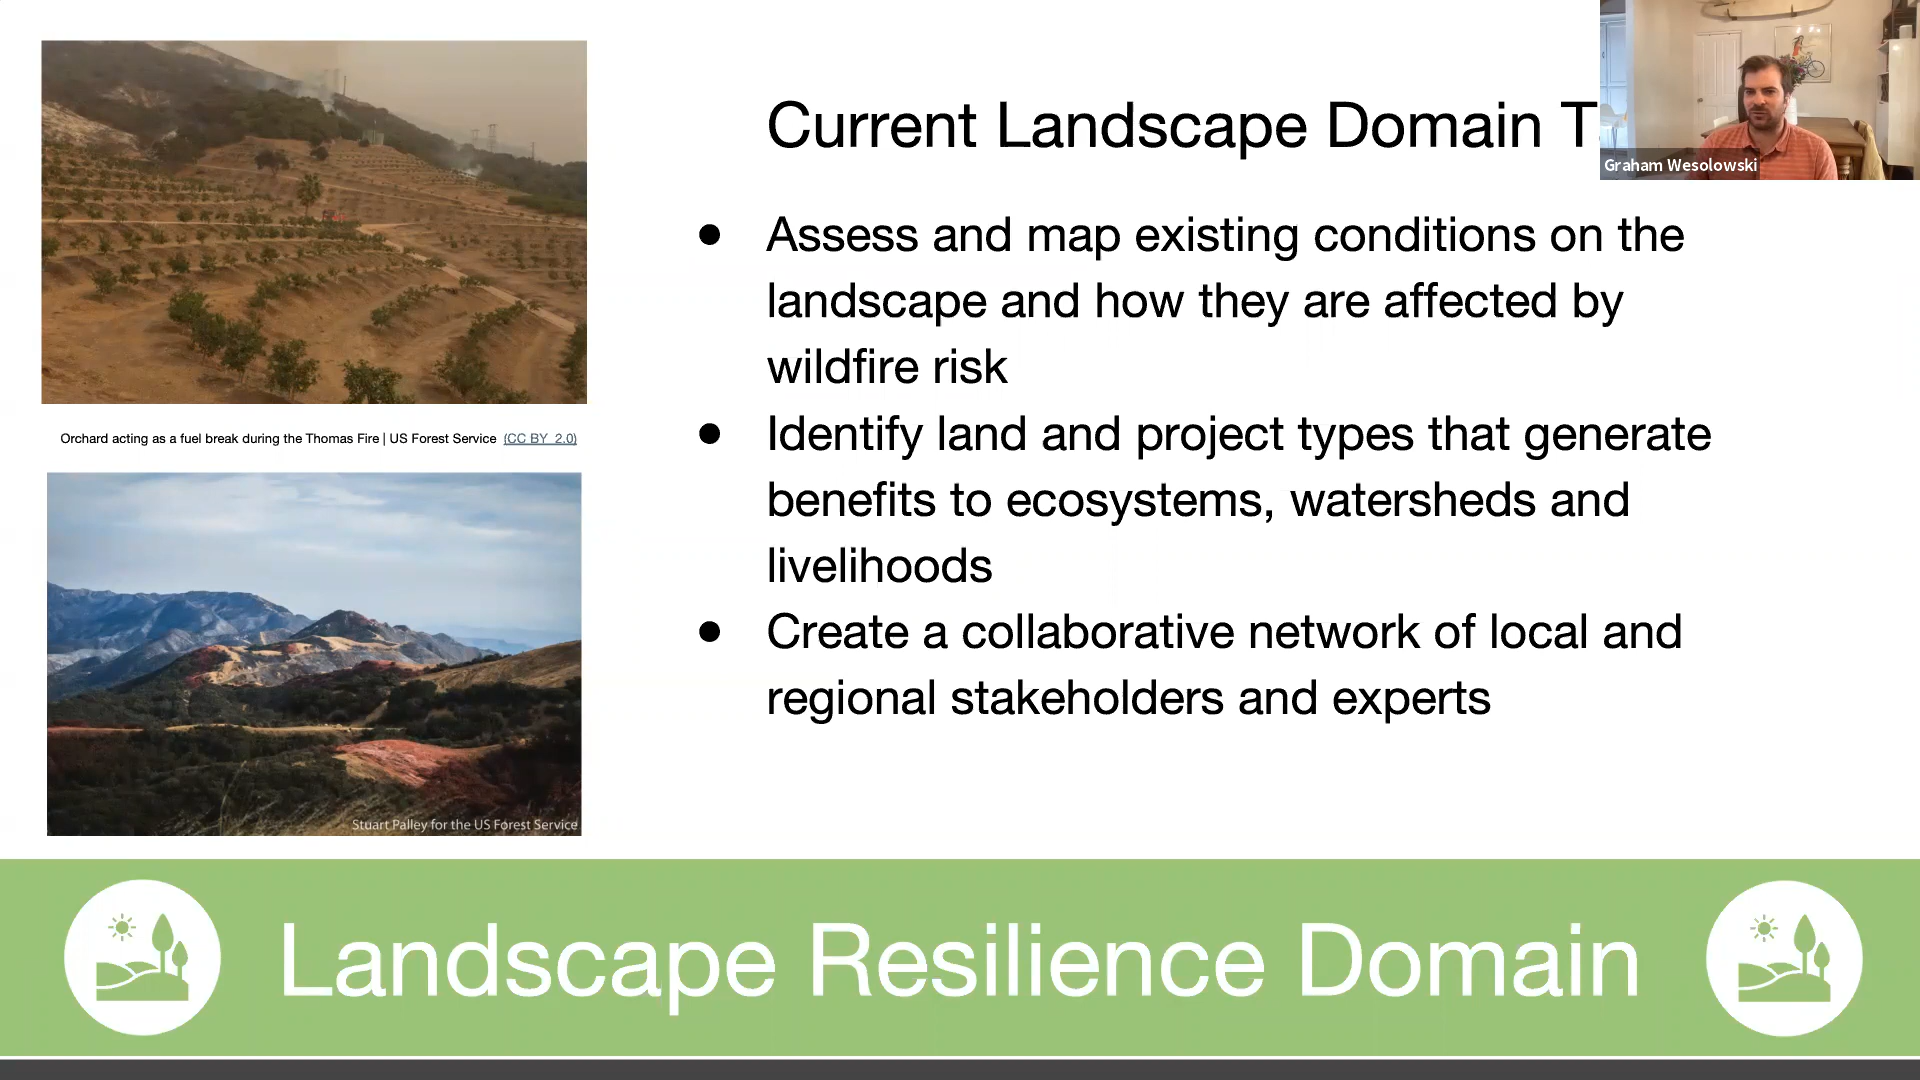 Current Landscape Domain T
Graham Wesolowski
● Assess and map existing conditions on the
landscape and how they are affected by
wildfire risk
● Identify land and project types that generate
benefits to ecosystems, watersheds and
livelihoods
● Create a collaborative network of local and
regional stakeholders and experts
Orchard acting as a fuel break during the Thomas Fire | US Forest Service (CC BY 2.0)
Stuart Palley for the US Forest Service
Landscape Resilience Domain